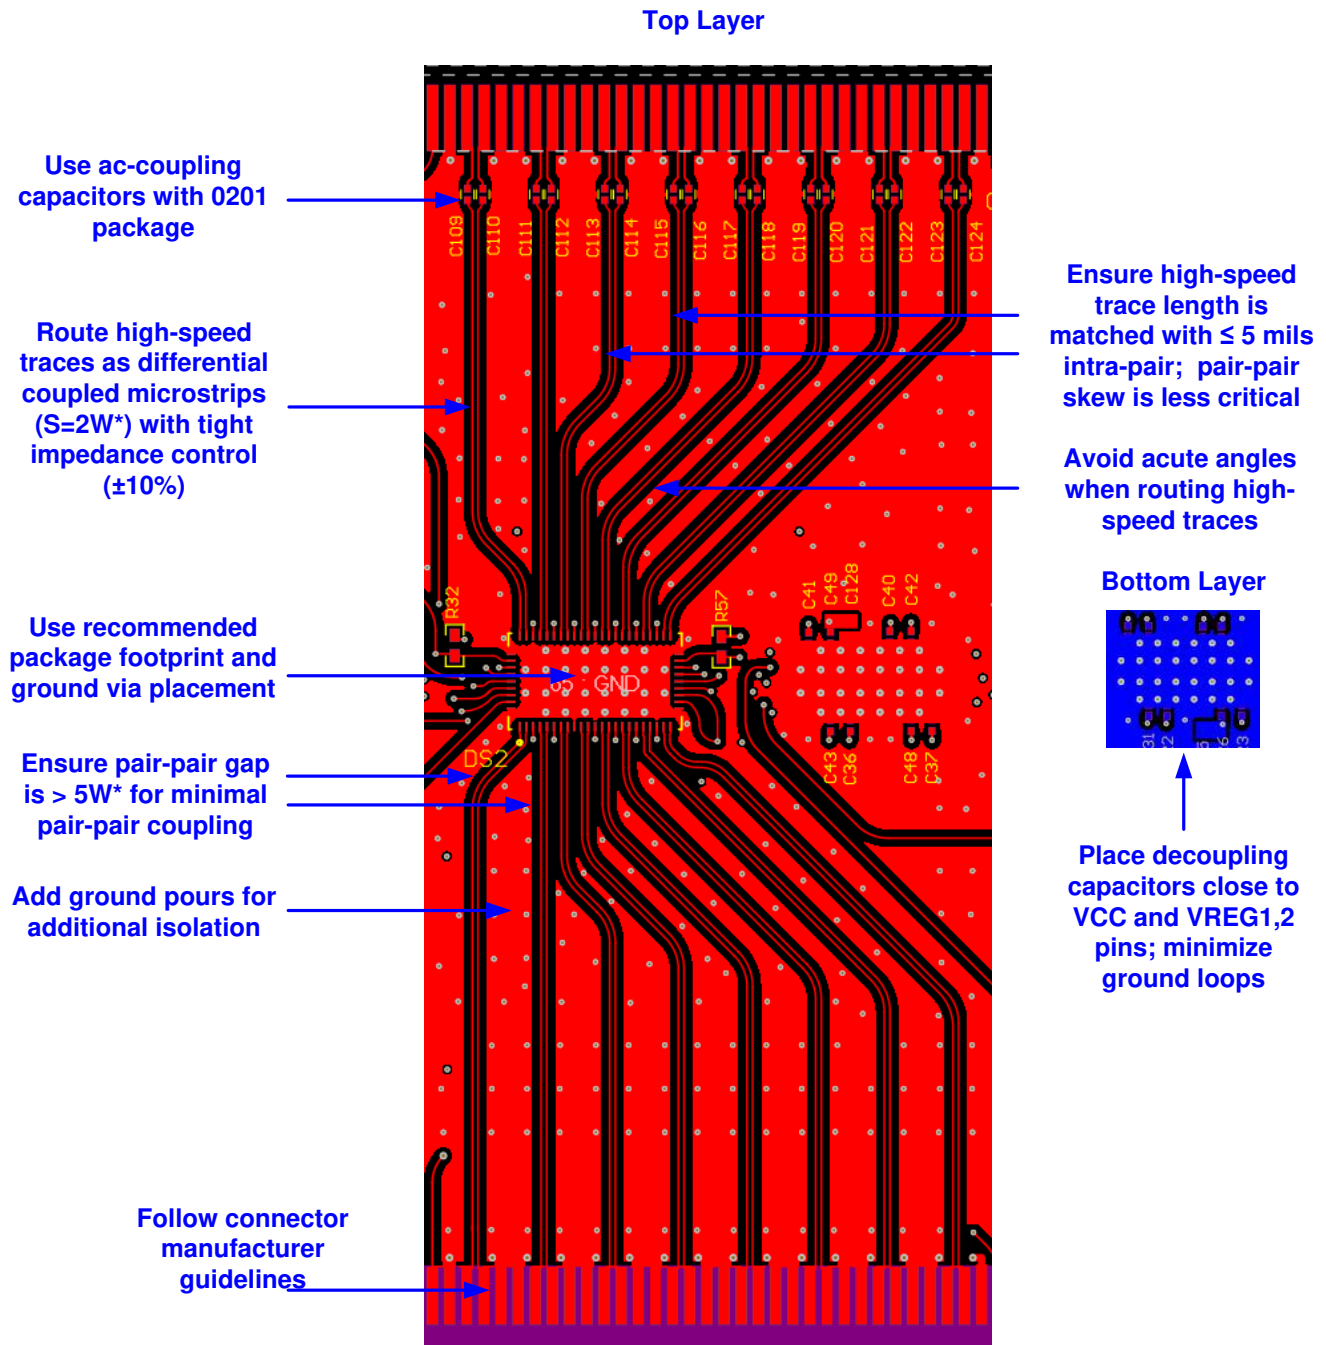 Top Layer
Use ac-coupling
capacitors with 0201
package
Route high-speed
traces as differential
coupled microstrips
(S=2W*) with tight
impedance control
(±10%)
Use recommended
package footprint and
ground via placement
Ensure pair-pair gap
is > 5W* for minimal
pair-pair coupling
Add ground pours for
additional isolation
Follow connector
manufacturer
guidelines
C109
C110
C111
C112
C113
C114
C115
C116
C117
C118
C119
C120
C121
C122
C123
C124
R32
R57
C41
C49
C128
C40
C42
GND
DS2
C43
C36
C48
C37
Ensure high-speed
trace length is
matched with ≤ 5 mils
intra-pair; pair-pair
skew is less critical
Avoid acute angles
when routing high-
speed traces
Bottom Layer
Place decoupling
capacitors close to
VCC and VREG1,2
pins; minimize
ground loops